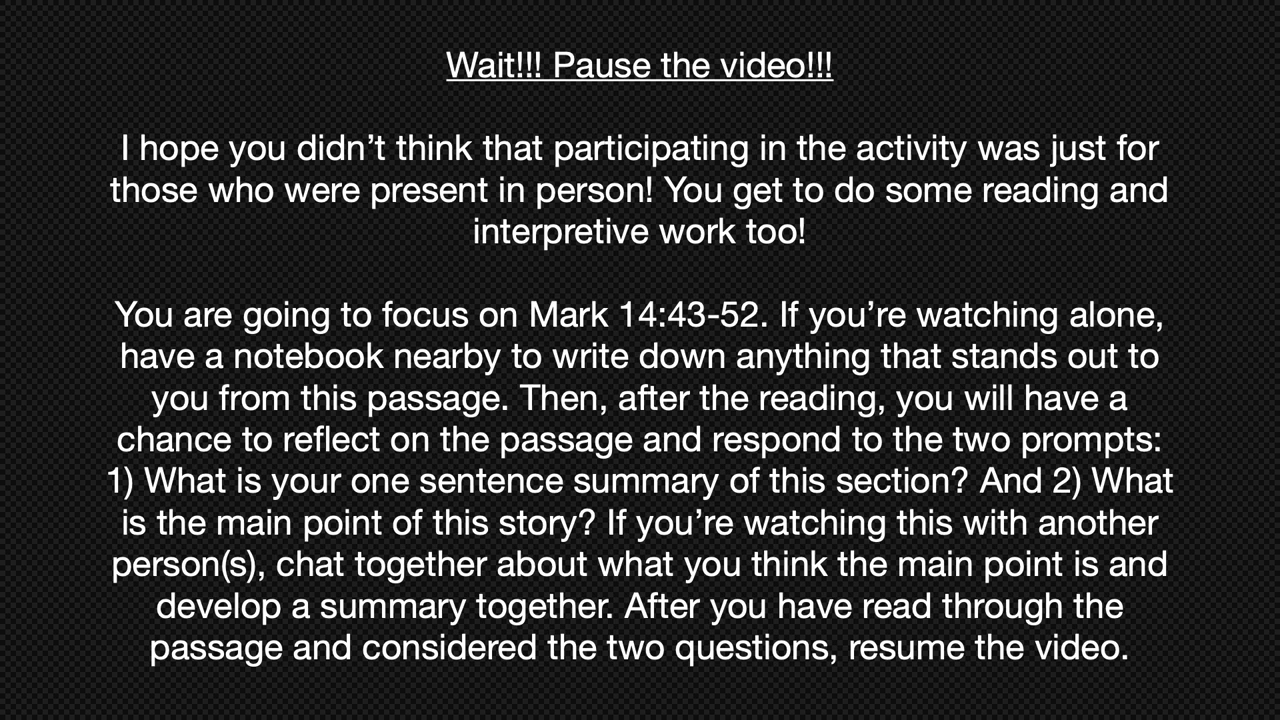 Wait!!! Pause the video!!!
I hope you didn’t think that participating in the activity was just for
those who were present in person! You get to do some reading and
interpretive work too!
You are going to focus on Mark 14:43-52. If you’re watching alone,
have a notebook nearby to write down anything that stands out to
you from this passage. Then, after the reading, you will have a
chance to reflect on the passage and respond to the two prompts:
1) What is your one sentence summary of this section? And 2) What
is the main point of this story? If you’re watching this with another
person(s), chat together about what you think the main point is and
develop a summary together. After you have read through the
passage and considered the two questions, resume the video.